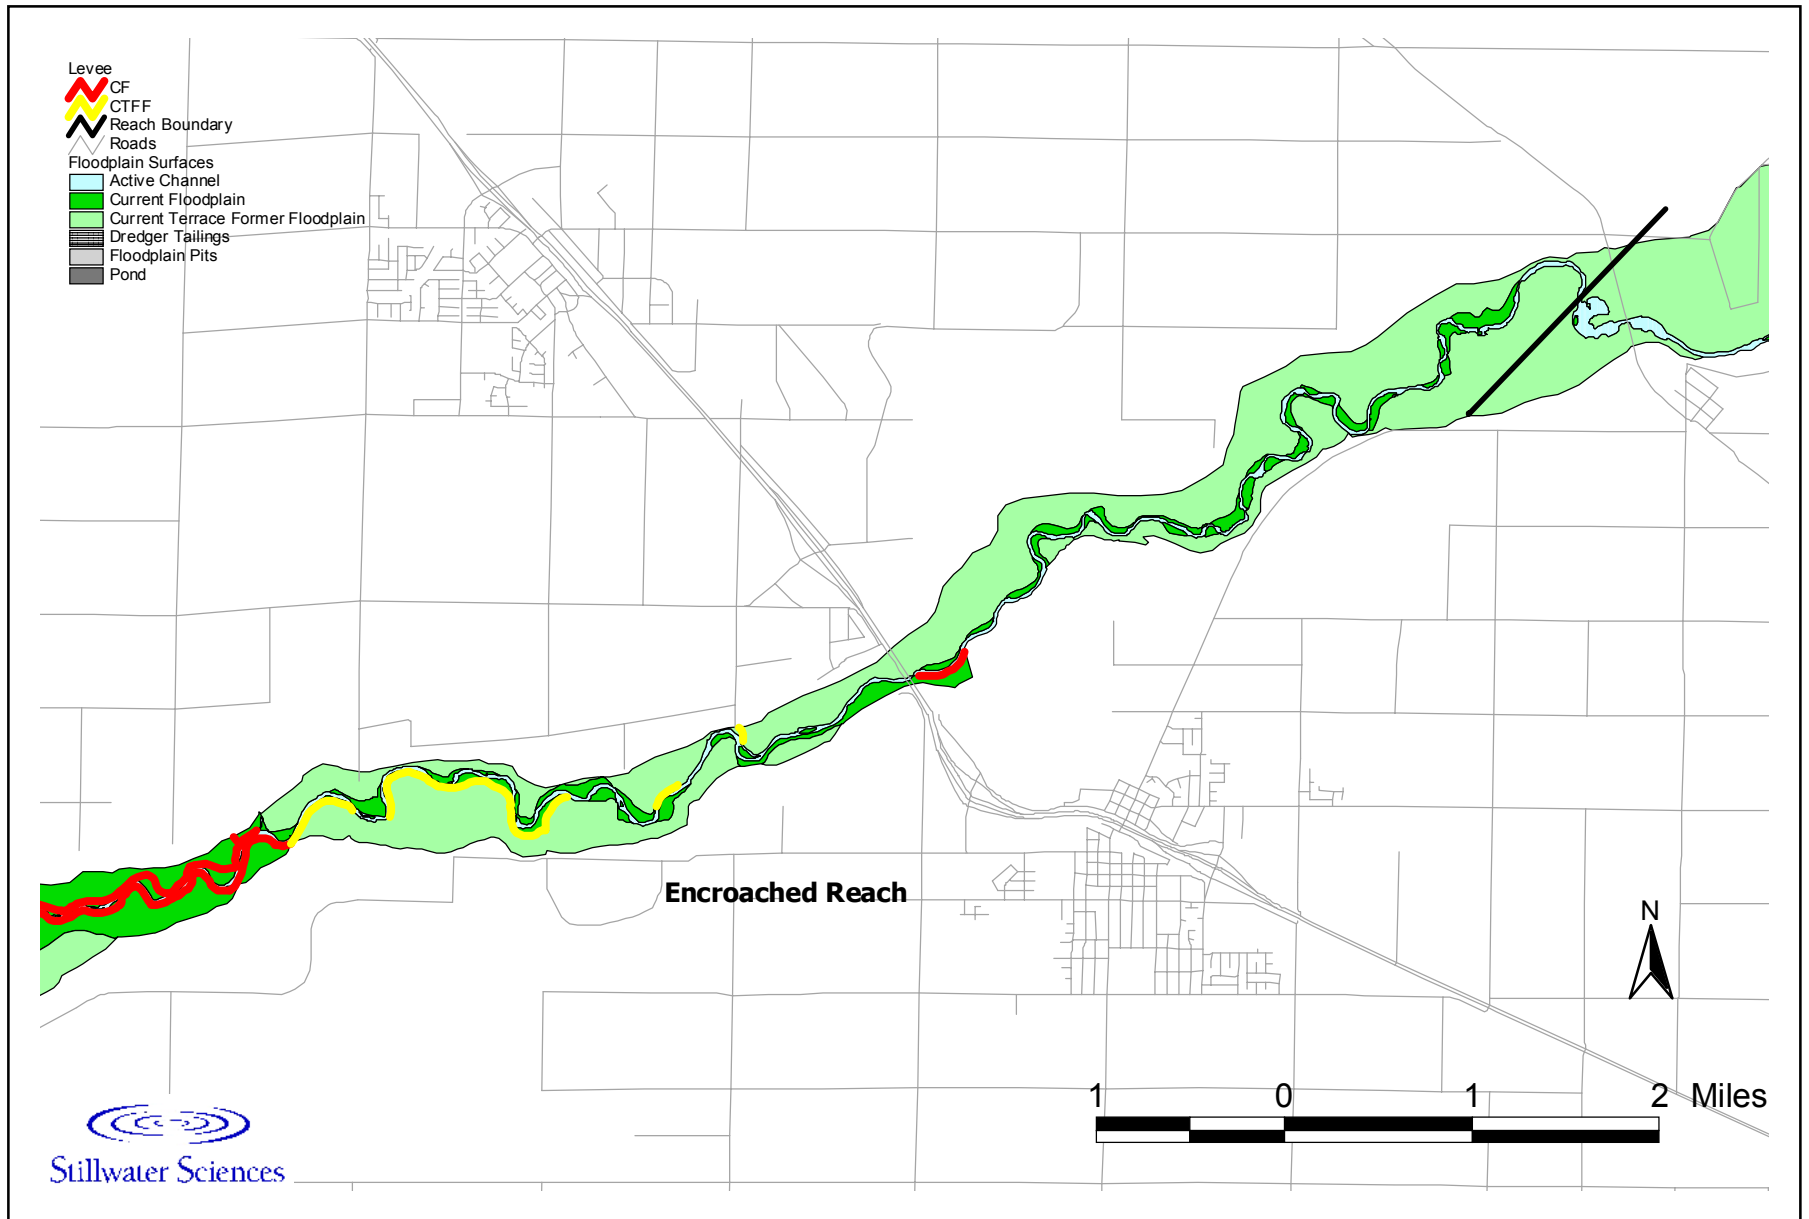 Levee
CF
CTFF
Reach Boundary
Roads
Floodplain Surfaces
Active Channel
Current Floodplain
Current Terrace Former Floodplain
Dredger Tailings
Floodplain Pits
Pond
Encroached Reach
N
1 0 1 2 Miles
Stillwater Sciences